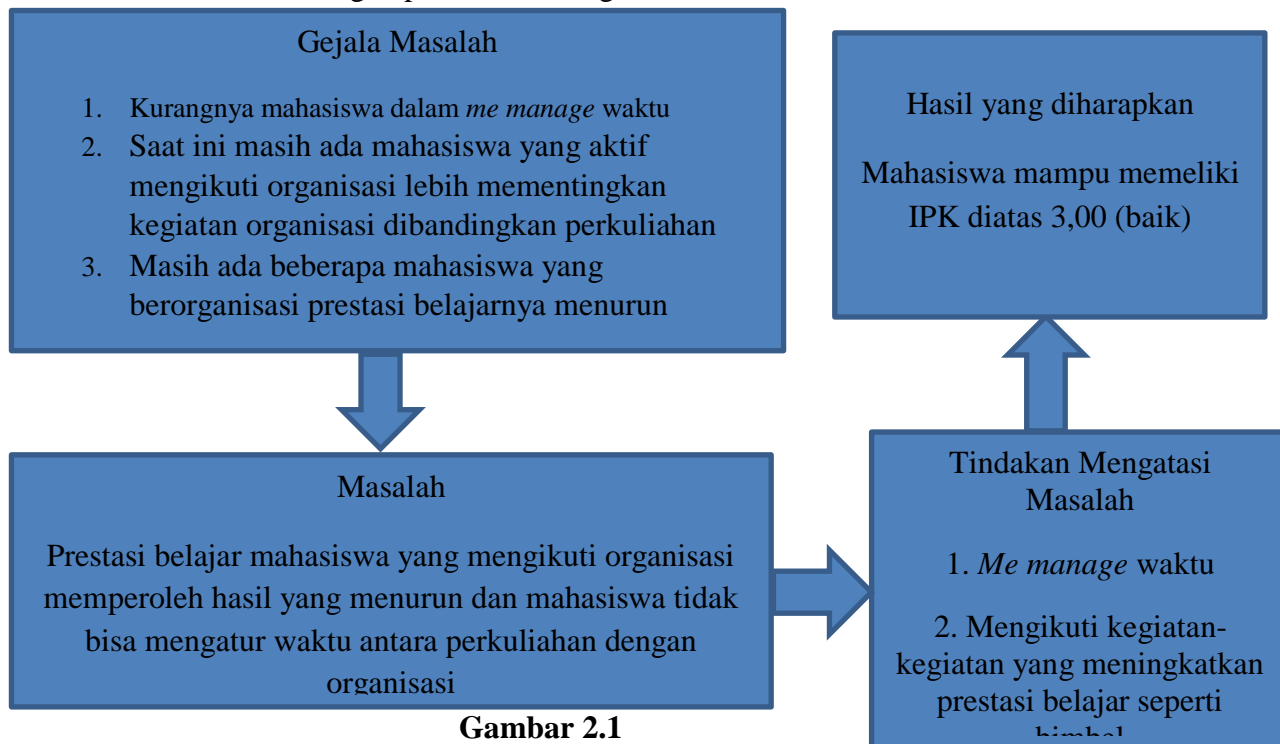 Gejala Masalah
1. Kurangnya mahasiswa dalam me manage waktu
2. Saat ini masih ada mahasiswa yang aktif
mengikuti organisasi lebih mementingkan
kegiatan organisasi dibandingkan perkuliahan
3. Masih ada beberapa mahasiswa yang
berorganisasi prestasi belajarnya menurun
Masalah
Prestasi belajar mahasiswa yang mengikuti organisasi
memperoleh hasil yang menurun dan mahasiswa tidak
bisa mengatur waktu antara perkuliahan dengan
organisasi
Tindakan Mengatasi
Masalah
1. Me manage waktu
2. Mengikuti kegiatan-
kegiatan yang meningkatkan
prestasi belajar seperti
Hasil yang diharapkan
Mahasiswa mampu memeliki
IPK diatas 3,00 (baik)
Gambar 2.1